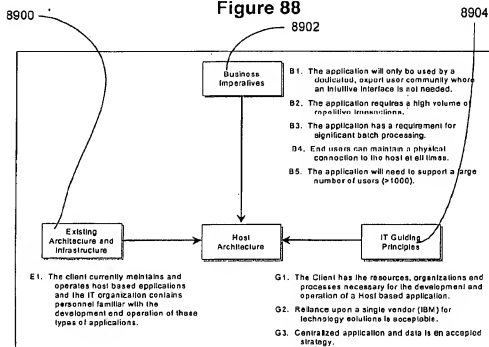 Figure 88
8900
8902
8904
Business
Imperatives
B1. The application will only be used by a
dedicated, expert user community where
an intuitive interface is not needed.
B2. The application requires a high volume of
repetitive transactions.
B3. The application has a requirement for
significant batch processing.
B4. End users can maintain a physical
connection to the host at all times.
B5. The application will need to support a large
number of users (>1000).
Existing
Architecture and
Infrastructure
Host
Architecture
IT Guiding
Principles
E1. The client currently maintains and
operates host based applications
and the IT organization contains
personnel familiar with the
development end operation of these
types of applications.
G1. The Client has the resources, organizations end
processes necessary for the development and
operation of a Host based application.
G2. Reliance upon a single vendor (IBM) for
technology solutions is acceptable.
G3. Centralized application and data is an accepted
strategy.